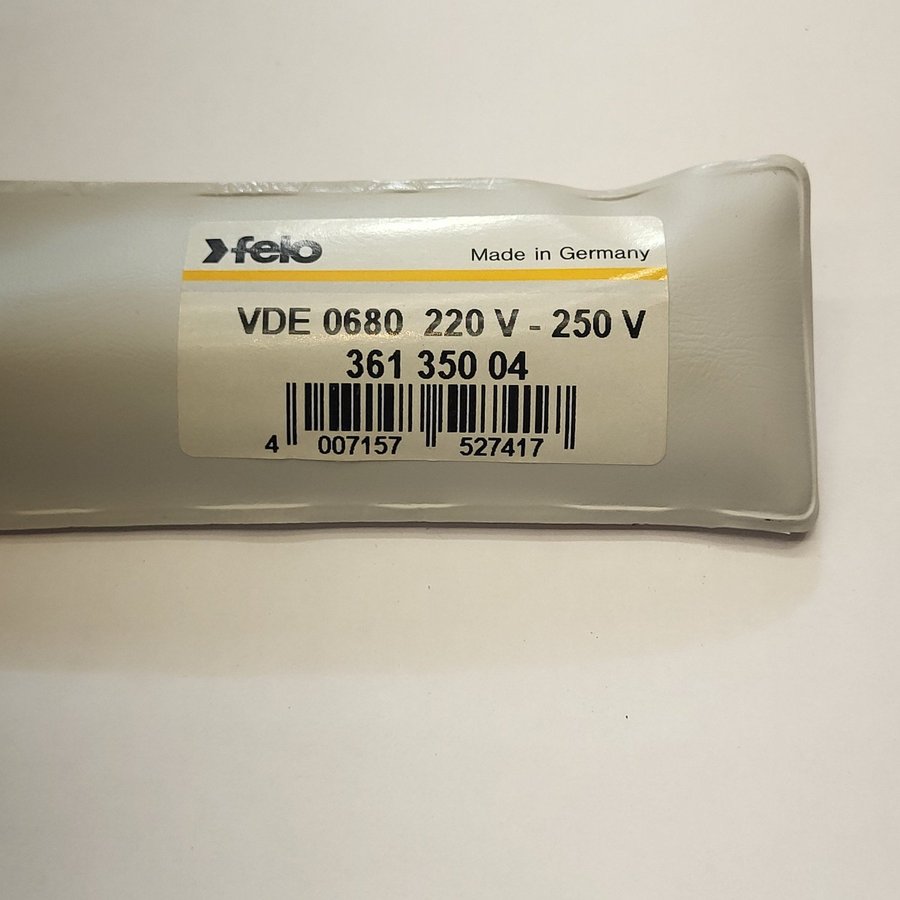 felo
Made in Germany
VDE 0680 220 V - 250 V
361 350 04
4 007157 527417